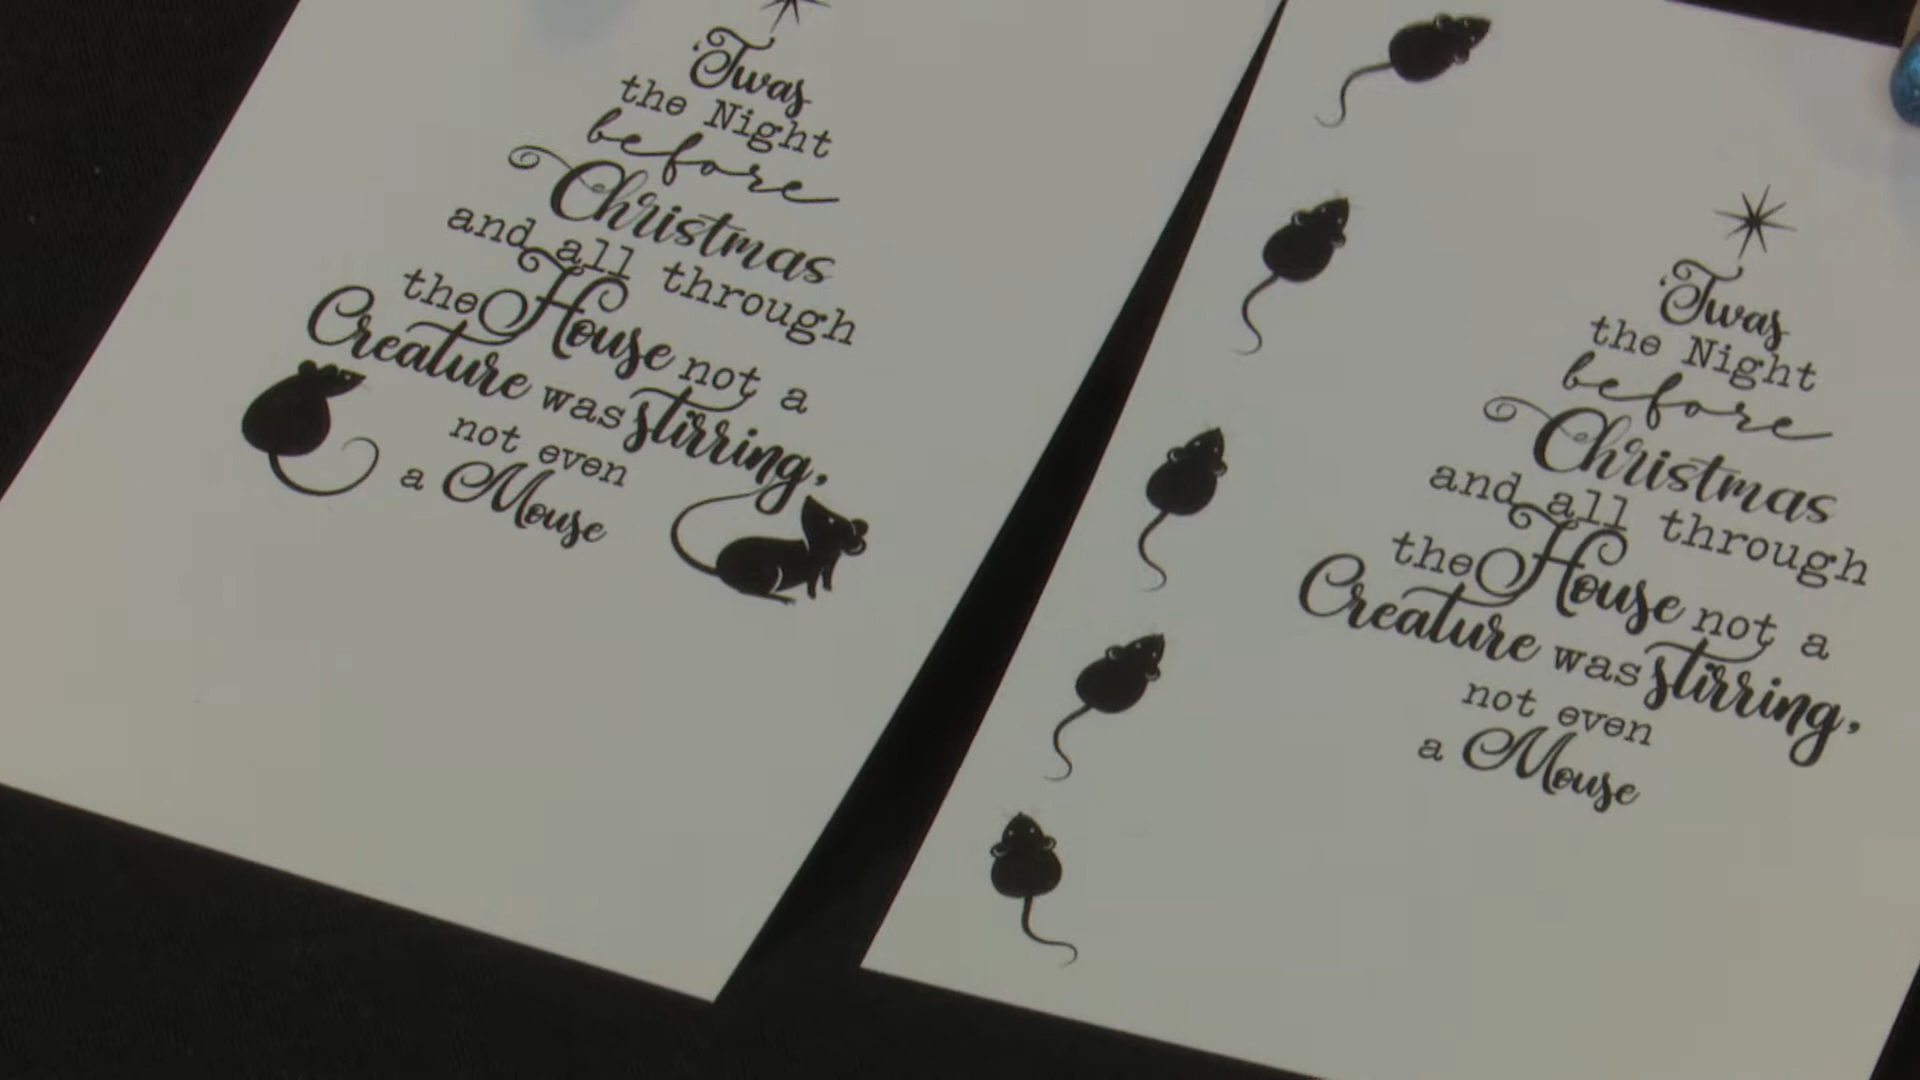 'Twas
the Night
before
Christmas
and all through
the House not a
Creature was stirring,
not even
a Mouse
'Twas
the Night
before
Christmas
and all through
the House not a
Creature was stirring,
not even
a Mouse